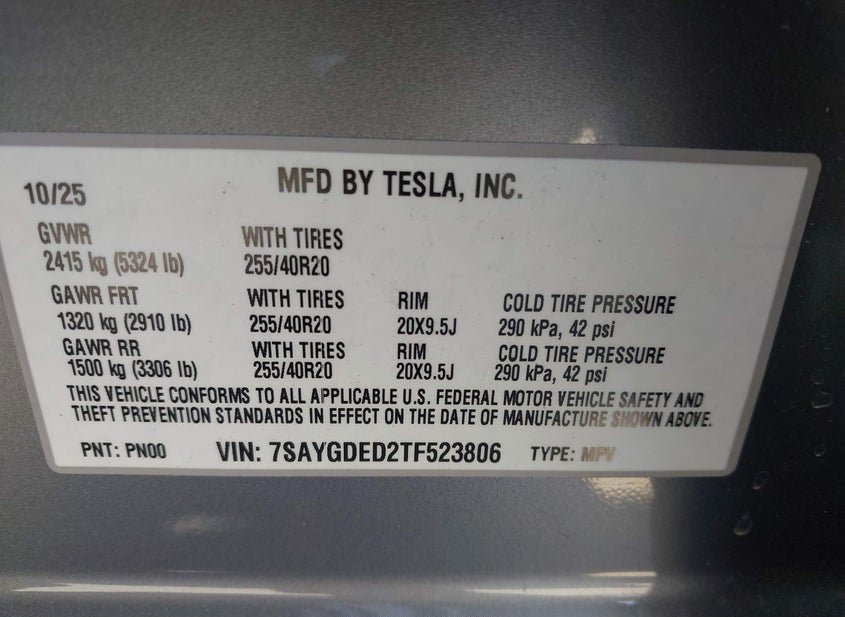 10/25 MFD BY TESLA, INC.
GVWR WITH TIRES
2415 kg (5324 lb) 255/40R20
GAWR FRT WITH TIRES RIM COLD TIRE PRESSURE
1320 kg (2910 lb) 255/40R20 20X9.5J 290 kPa, 42 psi
GAWR RR WITH TIRES RIM COLD TIRE PRESSURE
1500 kg (3306 lb) 255/40R20 20X9.5J 290 kPa, 42 psi
THIS VEHICLE CONFORMS TO ALL APPLICABLE U.S. FEDERAL MOTOR VEHICLE SAFETY AND
THEFT PREVENTION STANDARDS IN EFFECT ON THE DATE OF MANUFACTURE SHOWN ABOVE.
PNT: PN00 VIN: 7SAYGDED2TF523806 TYPE: MPV